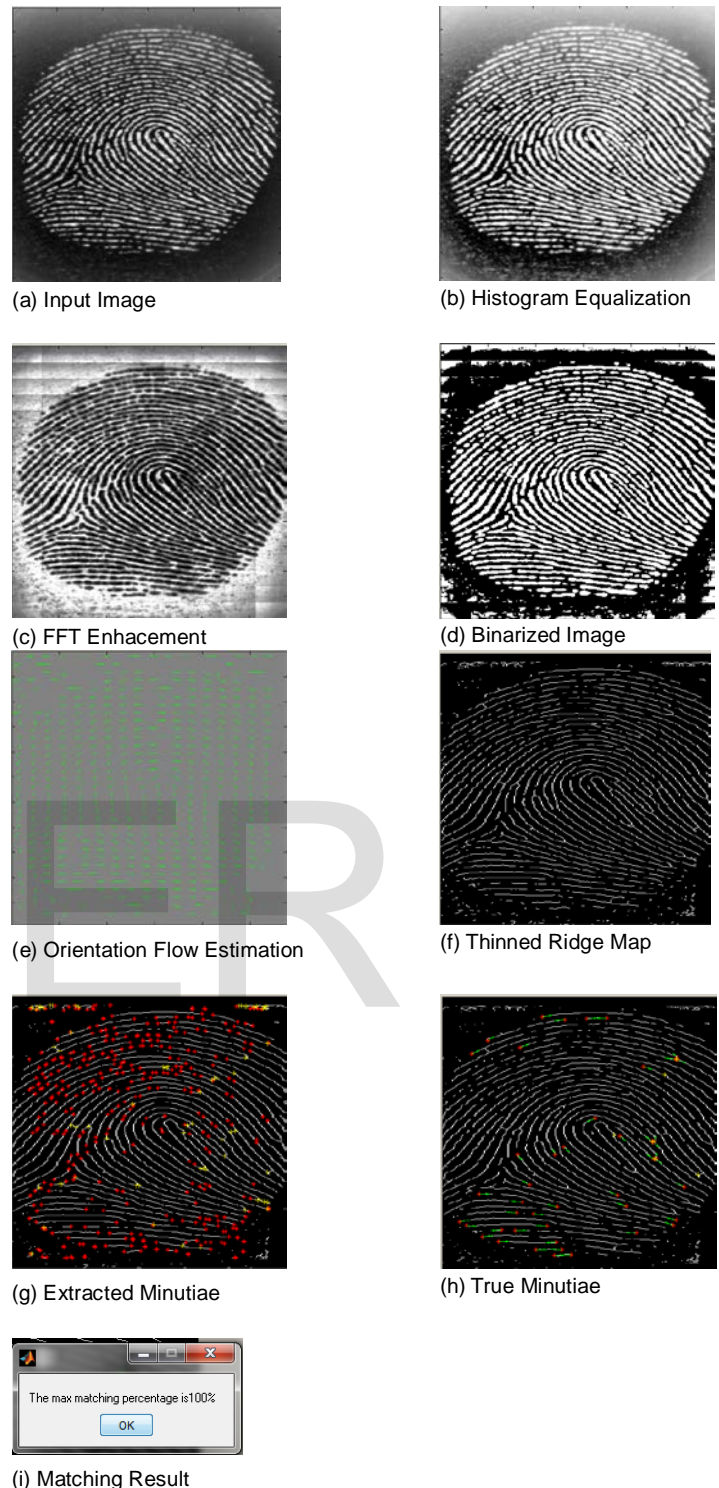 (a) Input Image
(b) Histogram Equalization
(c) FFT Enhacement
(d) Binarized Image
(e) Orientation Flow Estimation
(f) Thinned Ridge Map
ER
(g) Extracted Minutiae
(h) True Minutiae
The max matching percentage is100%
OK
(i) Matching Result